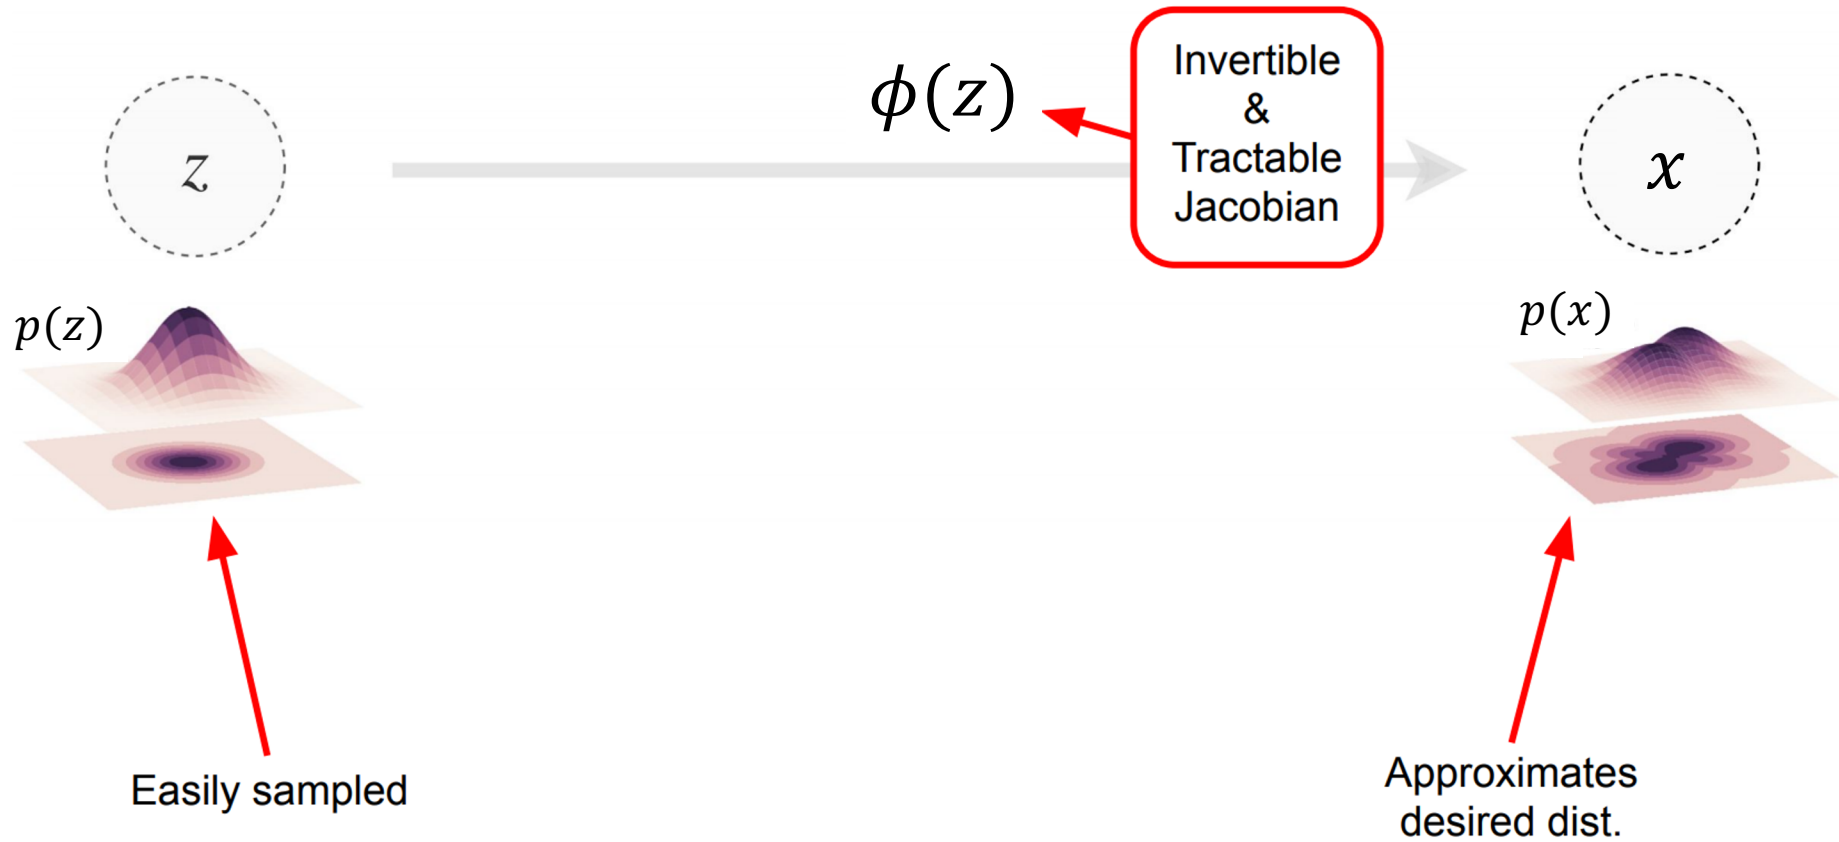 z
ϕ(z)
Invertible
&
Tractable
Jacobian
x
p(z)
p(x)
Easily sampled
Approximates
desired dist.